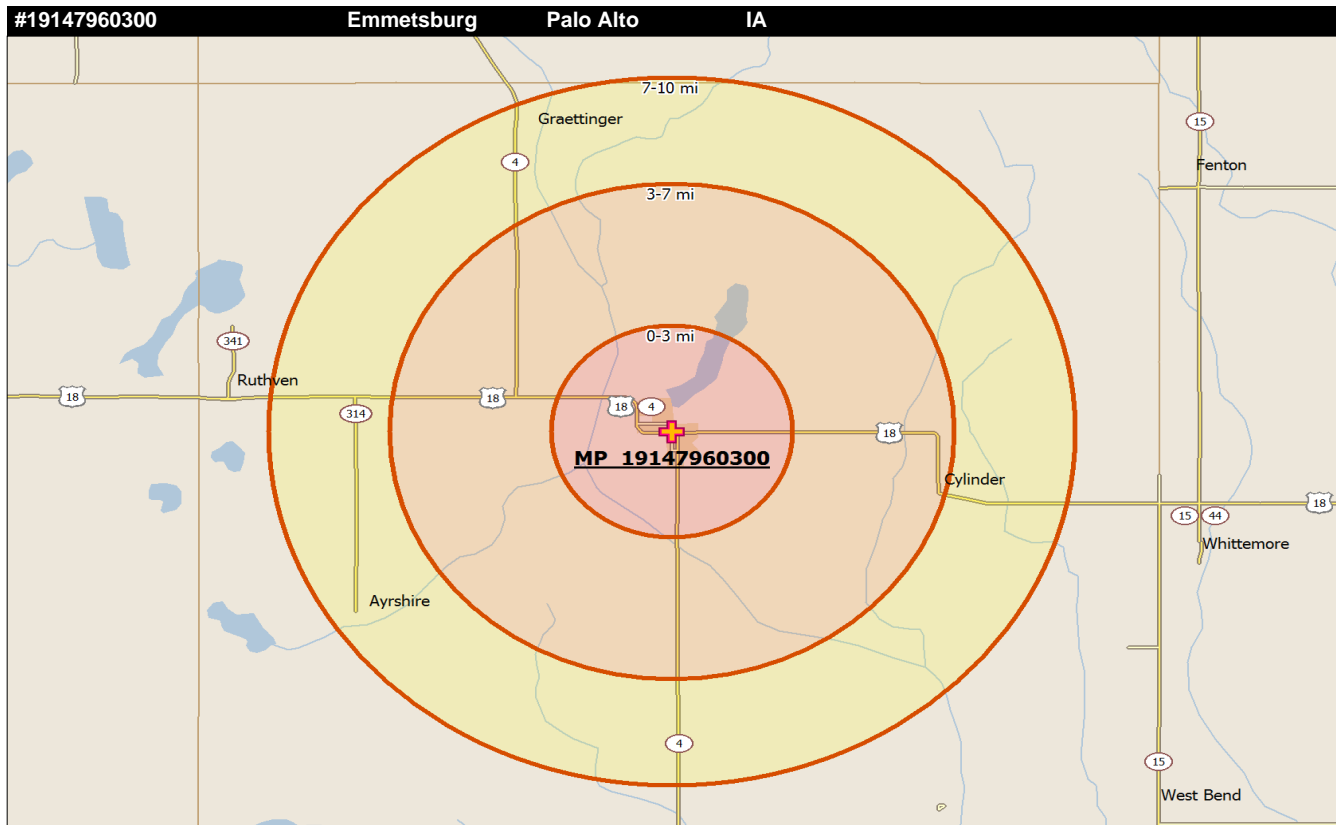 #19147960300 Emmetsburg Palo Alto IA
7-10 mi
Graettinger
15
4
Fenton
3-7 mi
0-3 mi
341
Ruthven
18
18
18
4
314
18
MP 19147960300
Cylinder
18
15
44
Whittemore
Ayrshire
4
15
West Bend